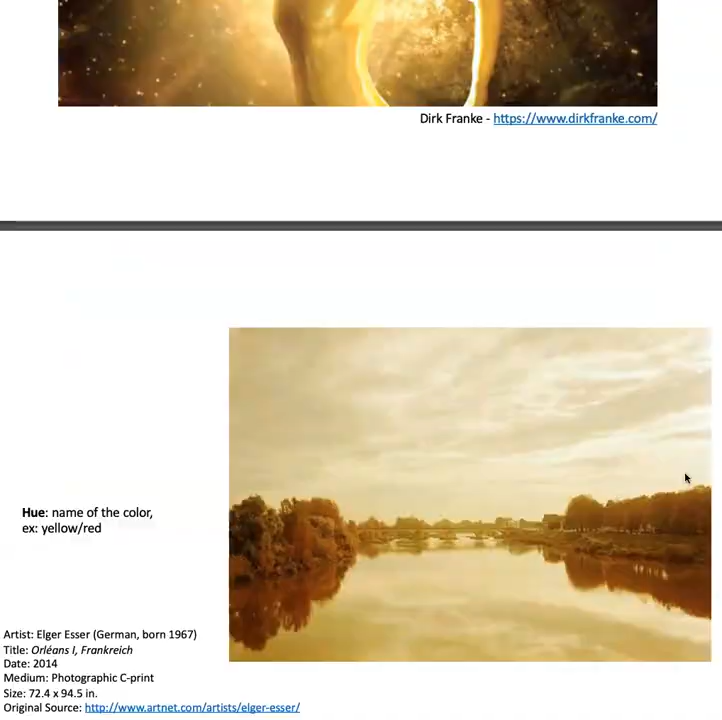 Dirk Franke - https://www.dirkfranke.com/
Hue: name of the color,
ex: yellow/red
Artist: Elger Esser (German, born 1967)
Title: Orléans I, Frankreich
Date: 2014
Medium: Photographic C-print
Size: 72.4 x 94.5 in.
Original Source: http://www.artnet.com/artists/elger-esser/